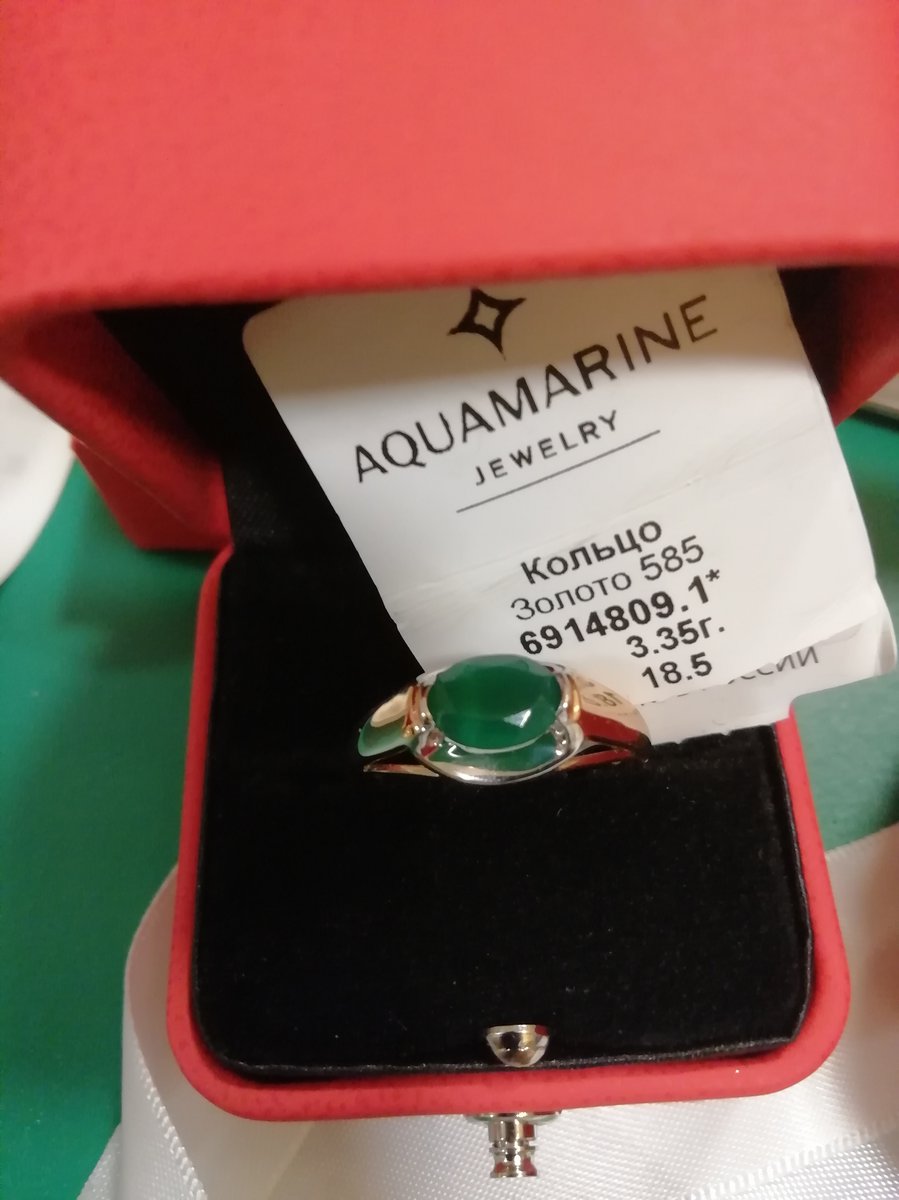 AQUAMARINE
JEWELRY
Кольцо
Золото 585
6914809.1*
3.35г.
18.5